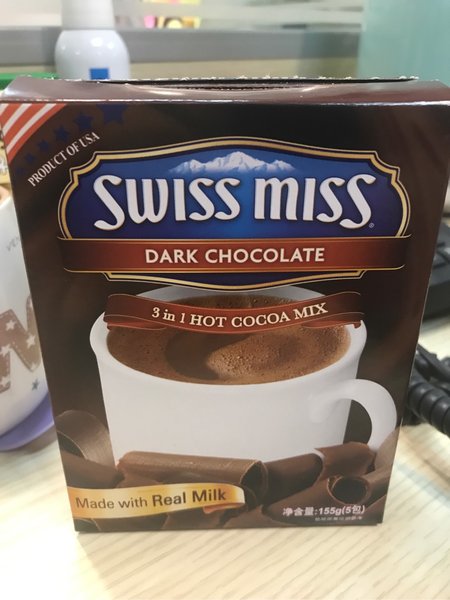 PRODUCT OF USA
SWISS MISS
DARK CHOCOLATE
3 in 1 HOT COCOA MIX
Made with Real Milk
净含量:155g(5包)